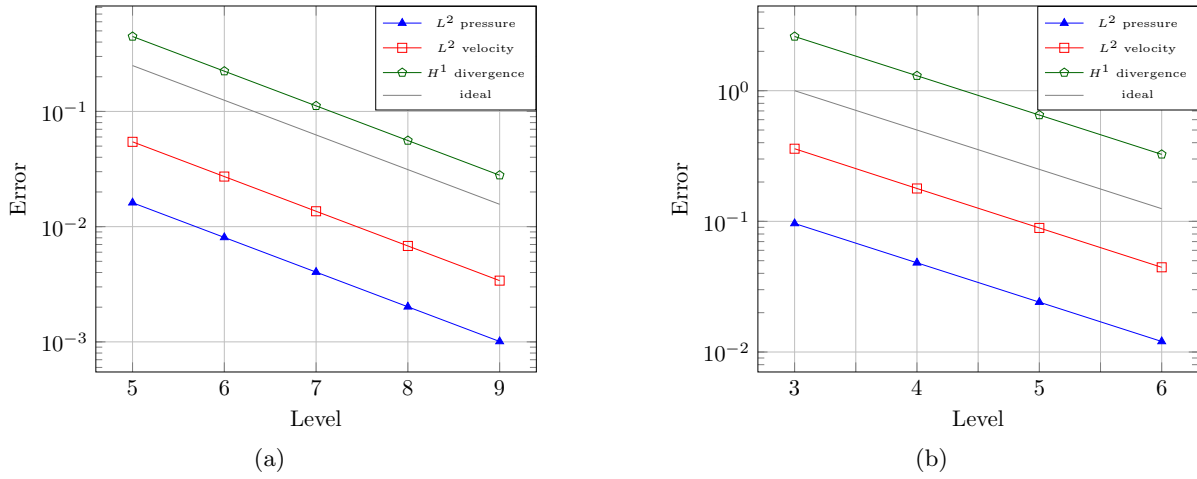 L² pressure
L² velocity
H¹ divergence
ideal
10⁻¹
10⁻²
10⁻³
Error
5 6 7 8 9
Level
(a)
L² pressure
L² velocity
H¹ divergence
ideal
10⁰
10⁻¹
10⁻²
Error
3 4 5 6
Level
(b)